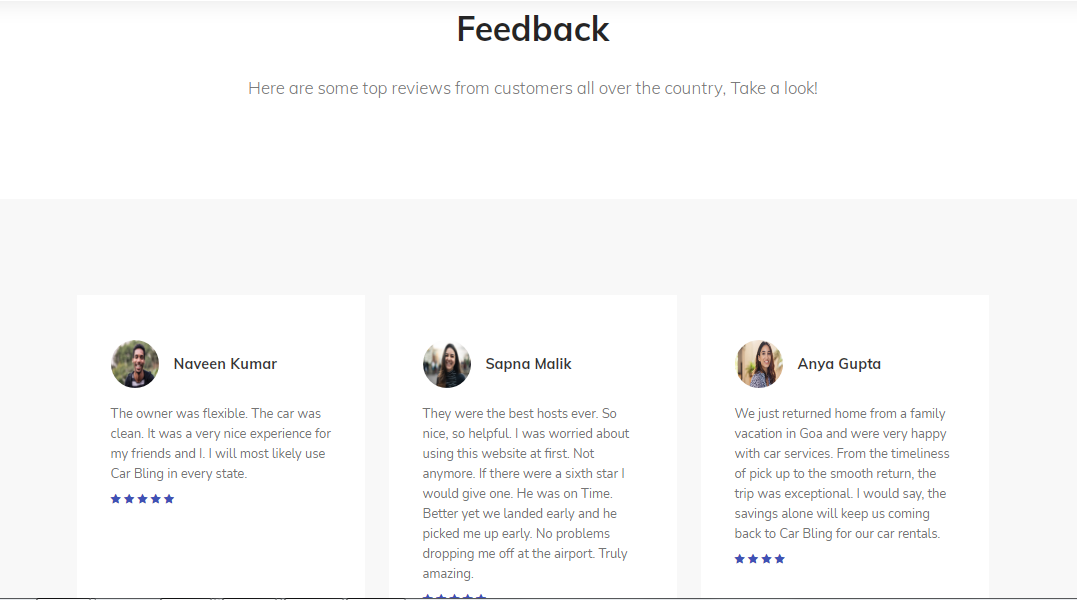 Feedback
Here are some top reviews from customers all over the country, Take a look!
Naveen Kumar
The owner was flexible. The car was
clean. It was a very nice experience for
my friends and I. I will most likely use
Car Bling in every state.
Sapna Malik
They were the best hosts ever. So
nice, so helpful. I was worried about
using this website at first. Not
anymore. If there were a sixth star I
would give one. He was on Time.
Better yet we landed early and he
picked me up early. No problems
dropping me off at the airport. Truly
amazing.
Anya Gupta
We just returned home from a family
vacation in Goa and were very happy
with car services. From the timeliness
of pick up to the smooth return, the
trip was exceptional. I would say, the
savings alone will keep us coming
back to Car Bling for our car rentals.